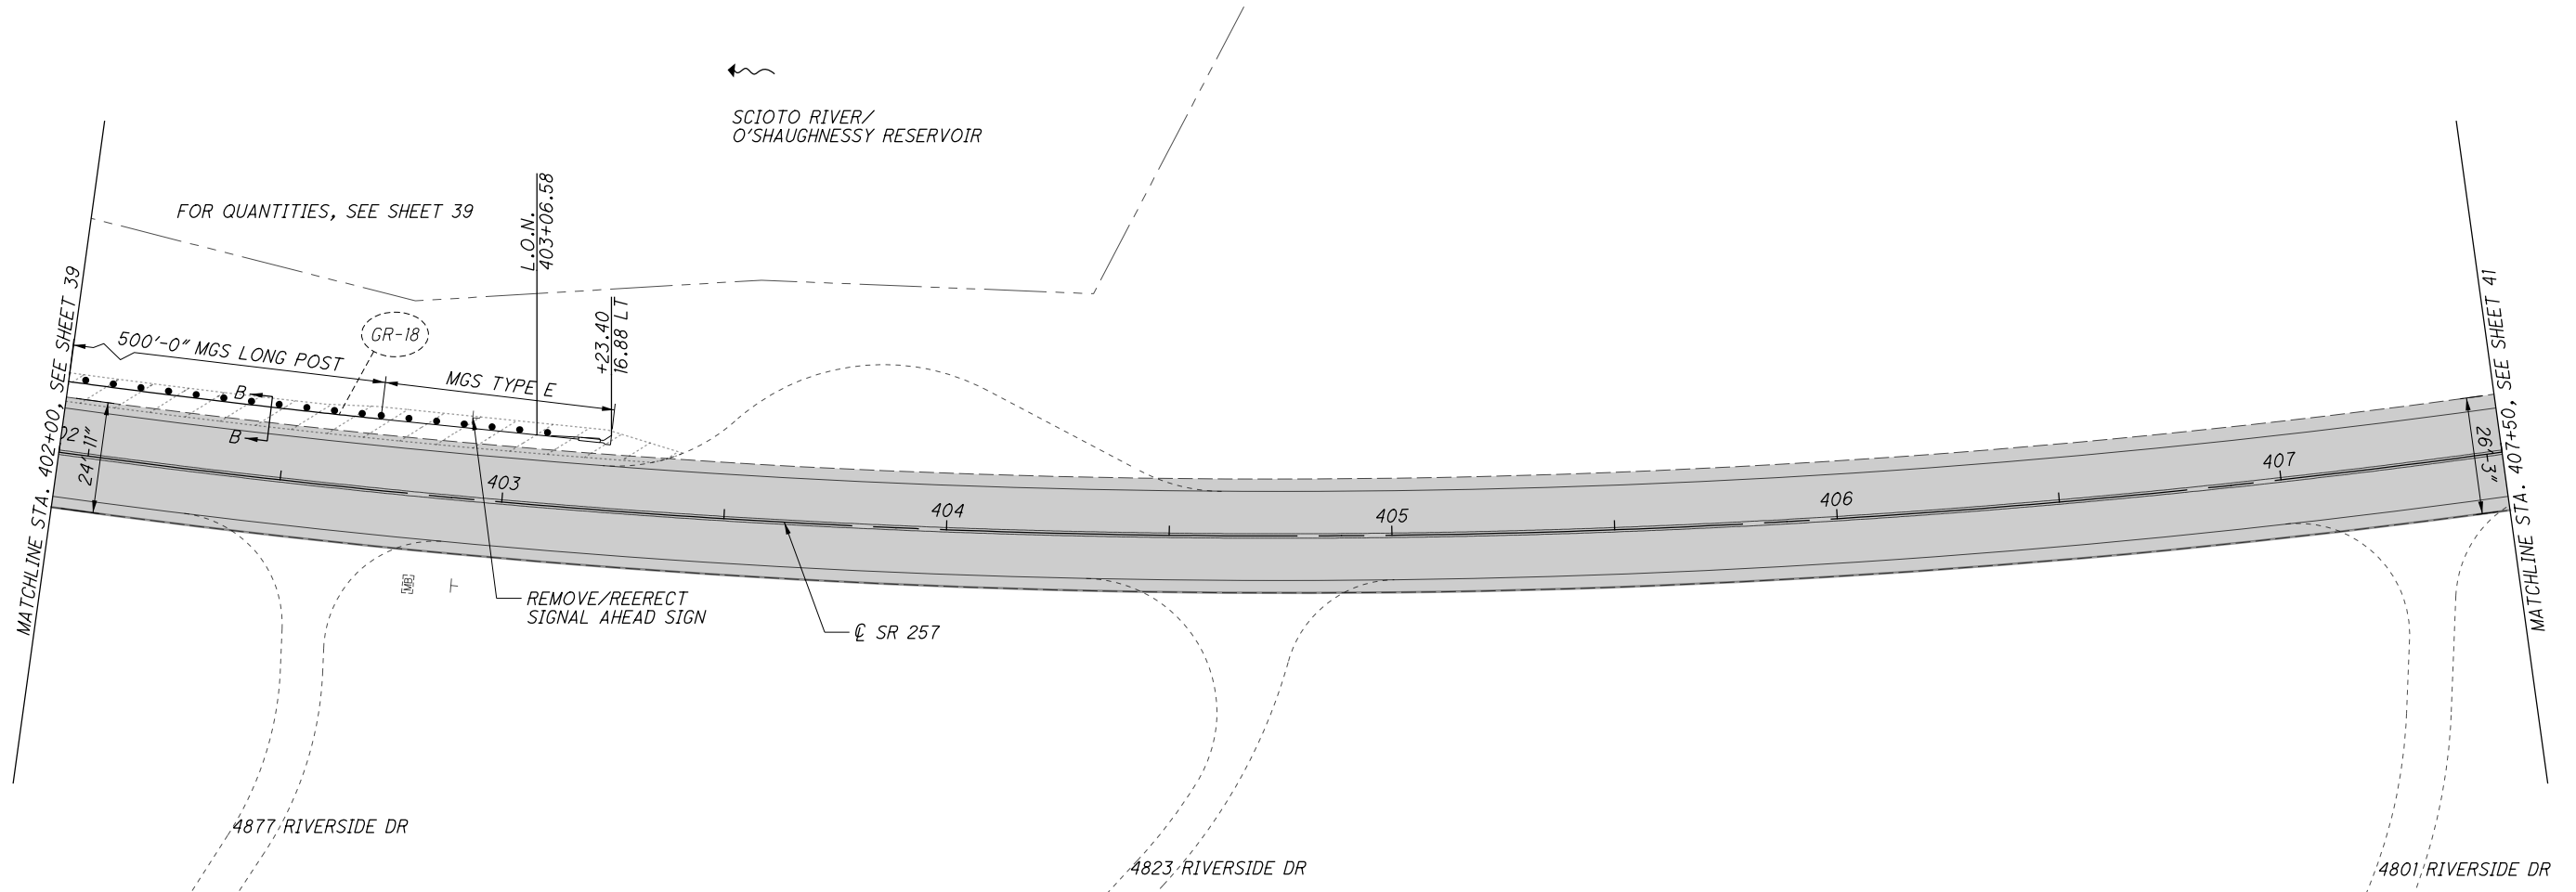 SCIOTO RIVER/
O'SHAUGHNESSY RESERVOIR
FOR QUANTITIES, SEE SHEET 39
L.O.N.
403+06.58
+23.40
16.88 LT
MATCHLINE STA. 402+00, SEE SHEET 39
500'-0" MGS LONG POST
GR-18
MGS TYPE E
B
B
02
24'-11"
403
404
405
406
407
26'-3"
MATCHLINE STA. 407+50, SEE SHEET 41
MB
REMOVE/REERECT
SIGNAL AHEAD SIGN
℄ SR 257
4877 RIVERSIDE DR
4823 RIVERSIDE DR
4801 RIVERSIDE DR